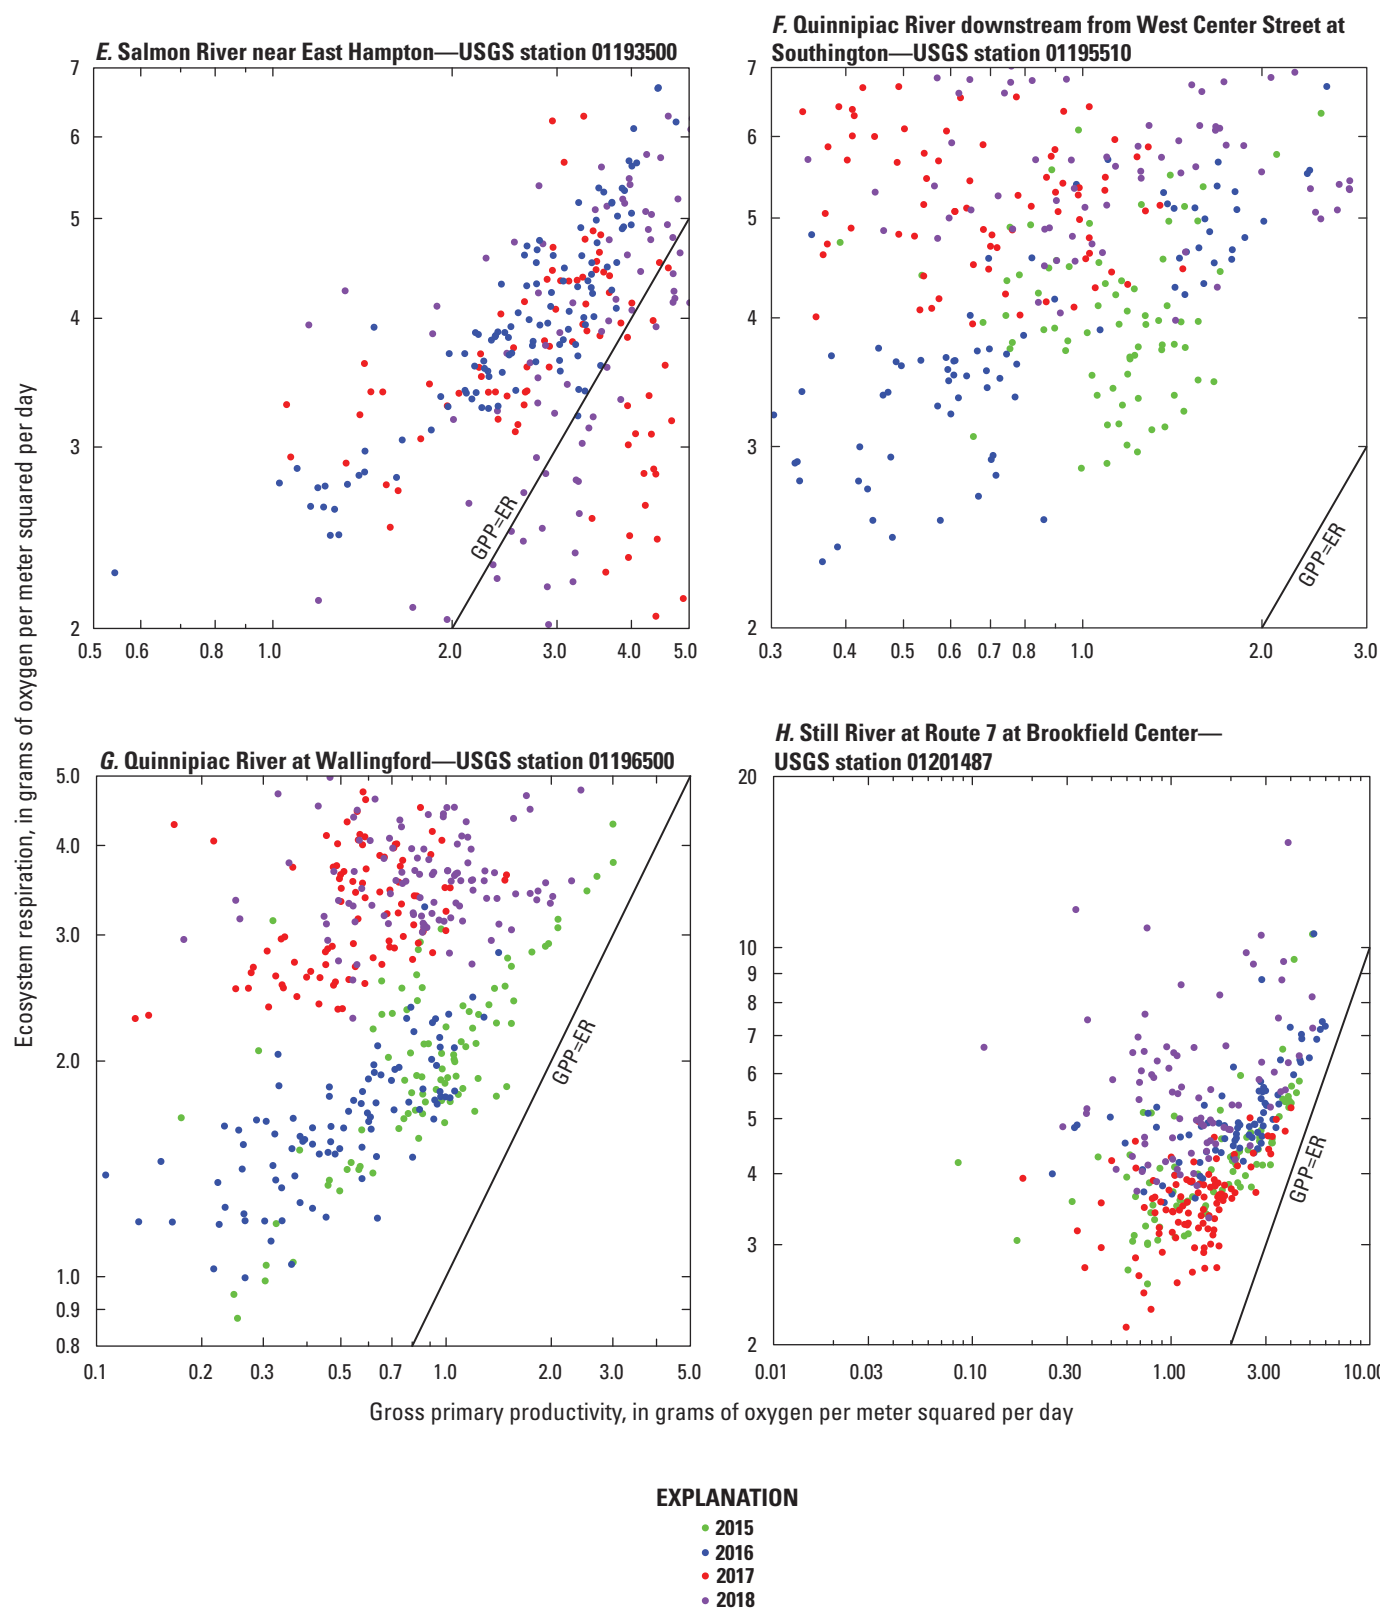 E. Salmon River near East Hampton—USGS station 01193500
F. Quinnipiac River downstream from West Center Street at
Southington—USGS station 01195510
7
6
5
4
3
2
0.5 0.6 0.8 1.0 2.0 3.0 4.0 5.0
GPP=ER
7
6
5
4
3
2
0.3 0.4 0.5 0.6 0.7 0.8 1.0 2.0 3.0
GPP=ER
Ecosystem respiration, in grams of oxygen per meter squared per day
G. Quinnipiac River at Wallingford—USGS station 01196500
H. Still River at Route 7 at Brookfield Center—
USGS station 01201487
5.0
4.0
3.0
2.0
1.0
0.9
0.8
0.1 0.2 0.3 0.5 0.7 1.0 2.0 3.0 5.0
GPP=ER
20
10
9
8
7
6
5
4
3
2
0.01 0.03 0.10 0.30 1.00 3.00 10.00
GPP=ER
Gross primary productivity, in grams of oxygen per meter squared per day
EXPLANATION
2015
2016
2017
2018